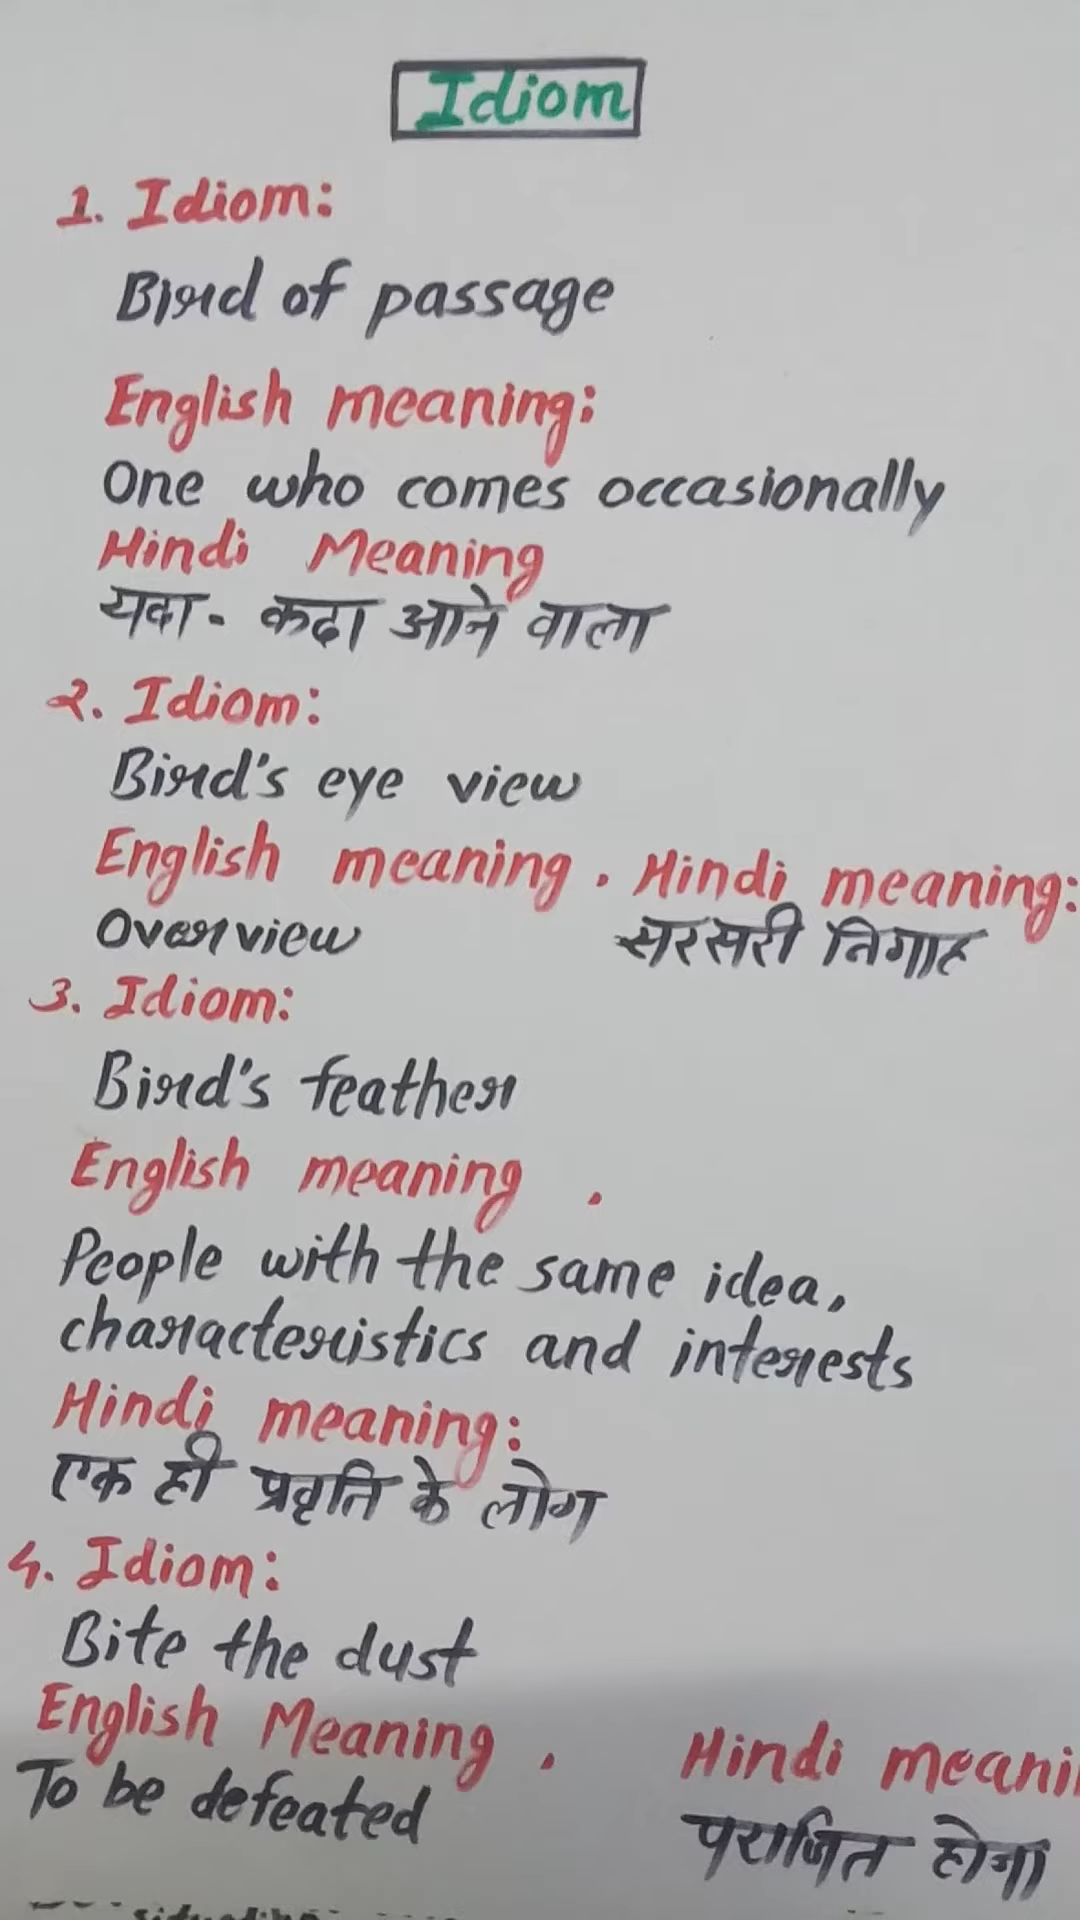 Idiom
1. Idiom:
Bird of passage
English meaning:
One who comes occasionally
Hindi Meaning
यदा - कदा आने वाला
2. Idiom:
Bird's eye view
English meaning. Hindi meaning:
Overview सरसरी निगाह
3. Idiom:
Bird's feather
English meaning.
People with the same idea,
characteristics and interests
Hindi meaning:
एक ही प्रवृति के लोग
4. Idiom:
Bite the dust
English Meaning. Hindi meani
To be defeated पराजित होना